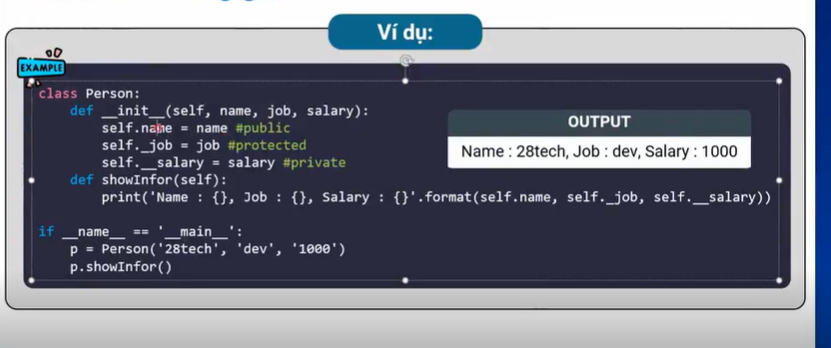 Ví dụ:
EXAMPLE
class Person:
    def __init__(self, name, job, salary):
        self.name = name #public
        self._job = job #protected
        self.__salary = salary #private
    def showInfor(self):
        print('Name : {}, Job : {}, Salary : {}'.format(self.name, self._job, self.__salary))
if __name__ == '__main__':
    p = Person('28tech', 'dev', '1000')
    p.showInfor()
OUTPUT
Name : 28tech, Job : dev, Salary : 1000